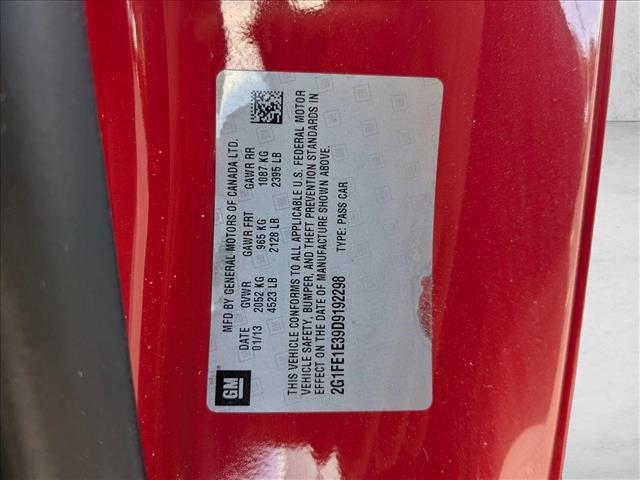 MFD BY GENERAL MOTORS OF CANADA LTD.
DATE GVWR GAWR FRT GAWR RR
01/13 2052 KG 965 KG 1087 KG
4523 LB 2128 LB 2395 LB
THIS VEHICLE CONFORMS TO ALL APPLICABLE U.S. FEDERAL MOTOR
VEHICLE SAFETY, BUMPER, AND THEFT PREVENTION STANDARDS IN
EFFECT ON THE DATE OF MANUFACTURE SHOWN ABOVE.
2G1FE1E39D9192298 TYPE: PASS CAR
GM